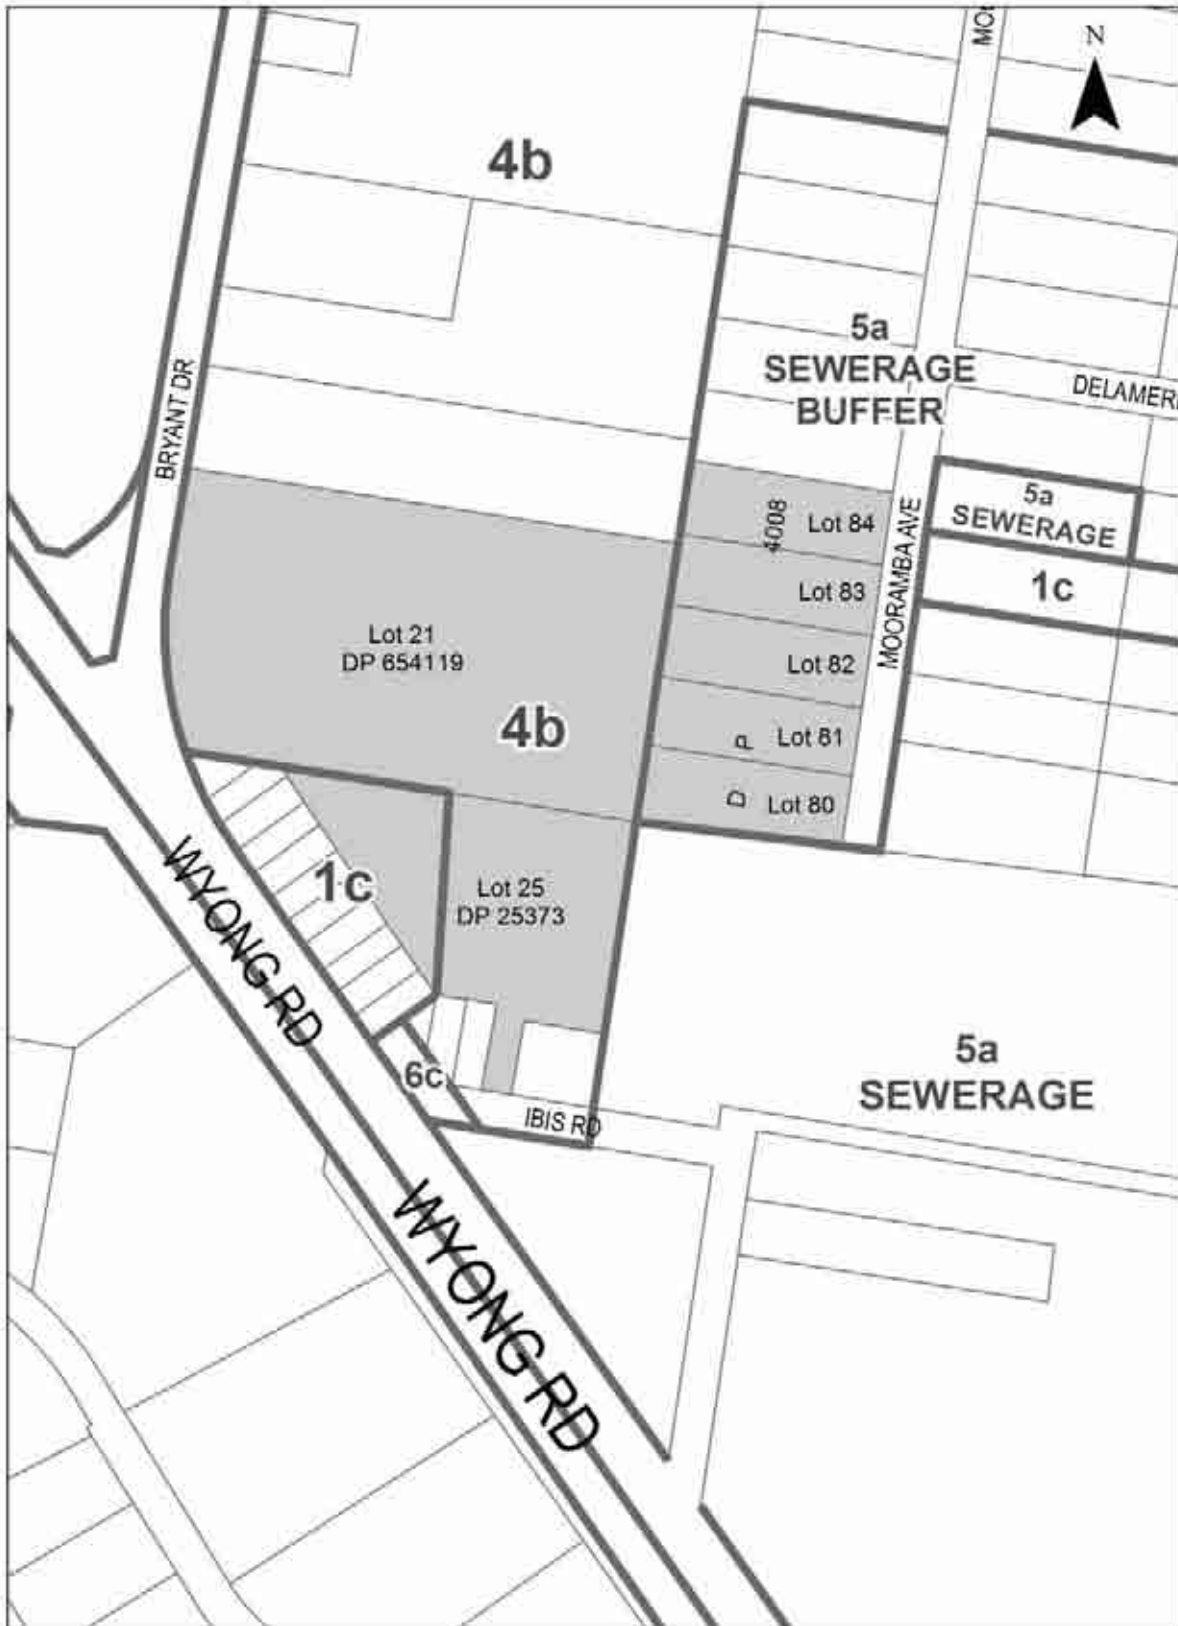 MO
N
4b
5a
SEWERAGE
BUFFER
DELAMER
BRYANT DR
5a
SEWERAGE
4008
Lot 84
MOORAMBA AVE
1c
Lot 83
Lot 21
DP 654119
Lot 82
4b
P
Lot 81
D
Lot 80
1c
Lot 25
DP 25373
WYONG RD
6c
5a
SEWERAGE
IBIS RD
WYONG RD